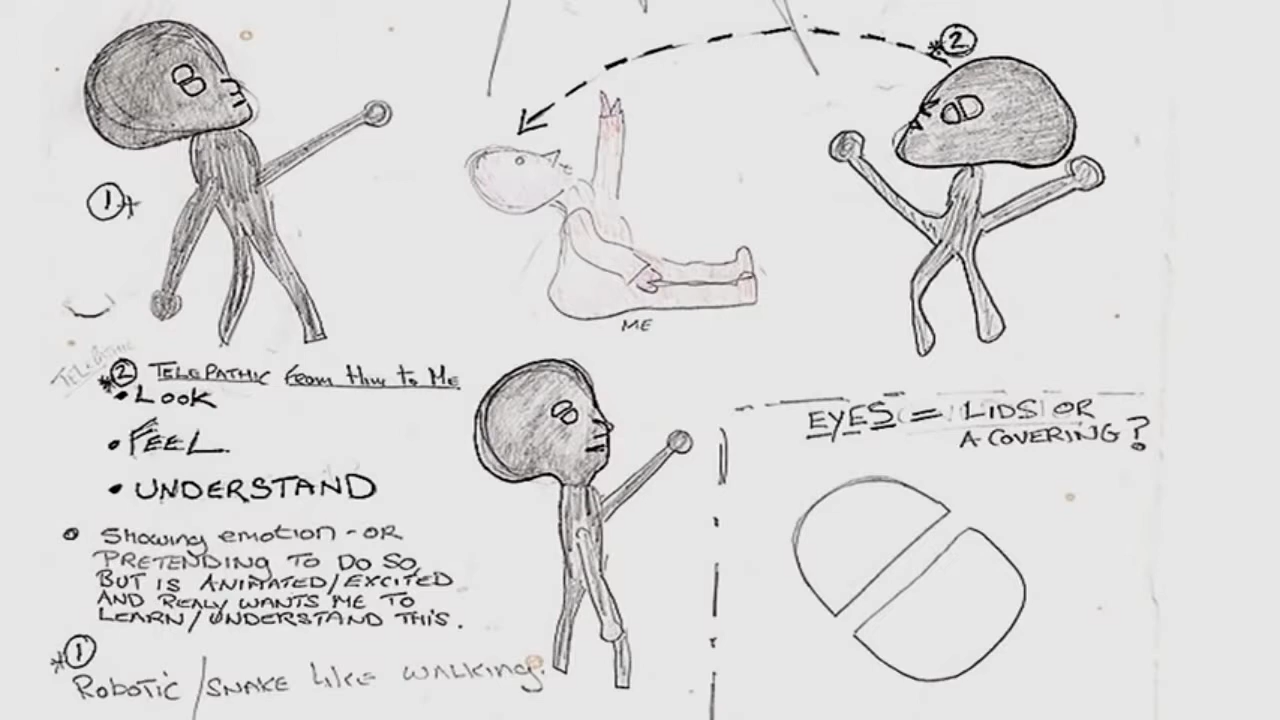 ②
①
ME
TELEPATHIC
② TELEPATHIC from Him to Me
• LOOK
• FEEL.
• UNDERSTAND
EYES = LIDS OR
A COVERING?
Showing emotion - OR
PRETENDING TO DO SO,
BUT IS ANIMATED/EXCITED
AND REALY WANTS ME TO
LEARN/UNDERSTAND THIS.
①
ROBOTIC/SNAKE LIKE WALKING.